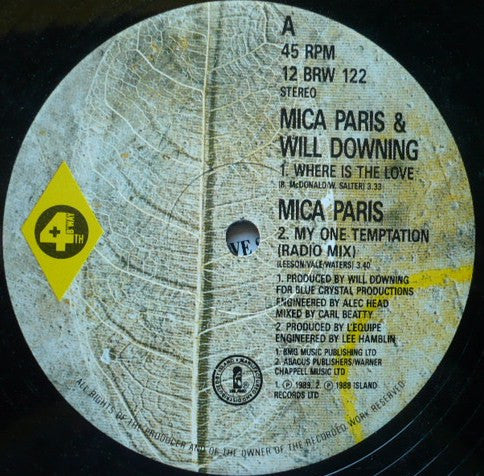 A
45 RPM
12 BRW 122
STEREO
MICA PARIS &
WILL DOWNING
1. WHERE IS THE LOVE
(R. McDONALD/W. SALTER) 3.33
MICA PARIS
2. MY ONE TEMPTATION
(RADIO MIX)
(LEESON/VALE/WATERS) 3.40
1. PRODUCED BY WILL DOWNING
FOR BLUE CRYSTAL PRODUCTIONS
ENGINEERED BY ALEC HEAD
MIXED BY CARL BEATTY
2. PRODUCED BY L'EQUIPE
ENGINEERED BY LEE HAMBLIN
1. BMG MUSIC PUBLISHING LTD
2. ABACUS PUBLISHERS/WARNER
CHAPPELL MUSIC LTD
1. ℗ 1989. 2. ℗ 1988 ISLAND
RECORDS LTD
4
TH
& B'WAY
ALL RIGHTS OF THE PRODUCER AND OF THE OWNER OF THE RECORDED WORK RESERVED